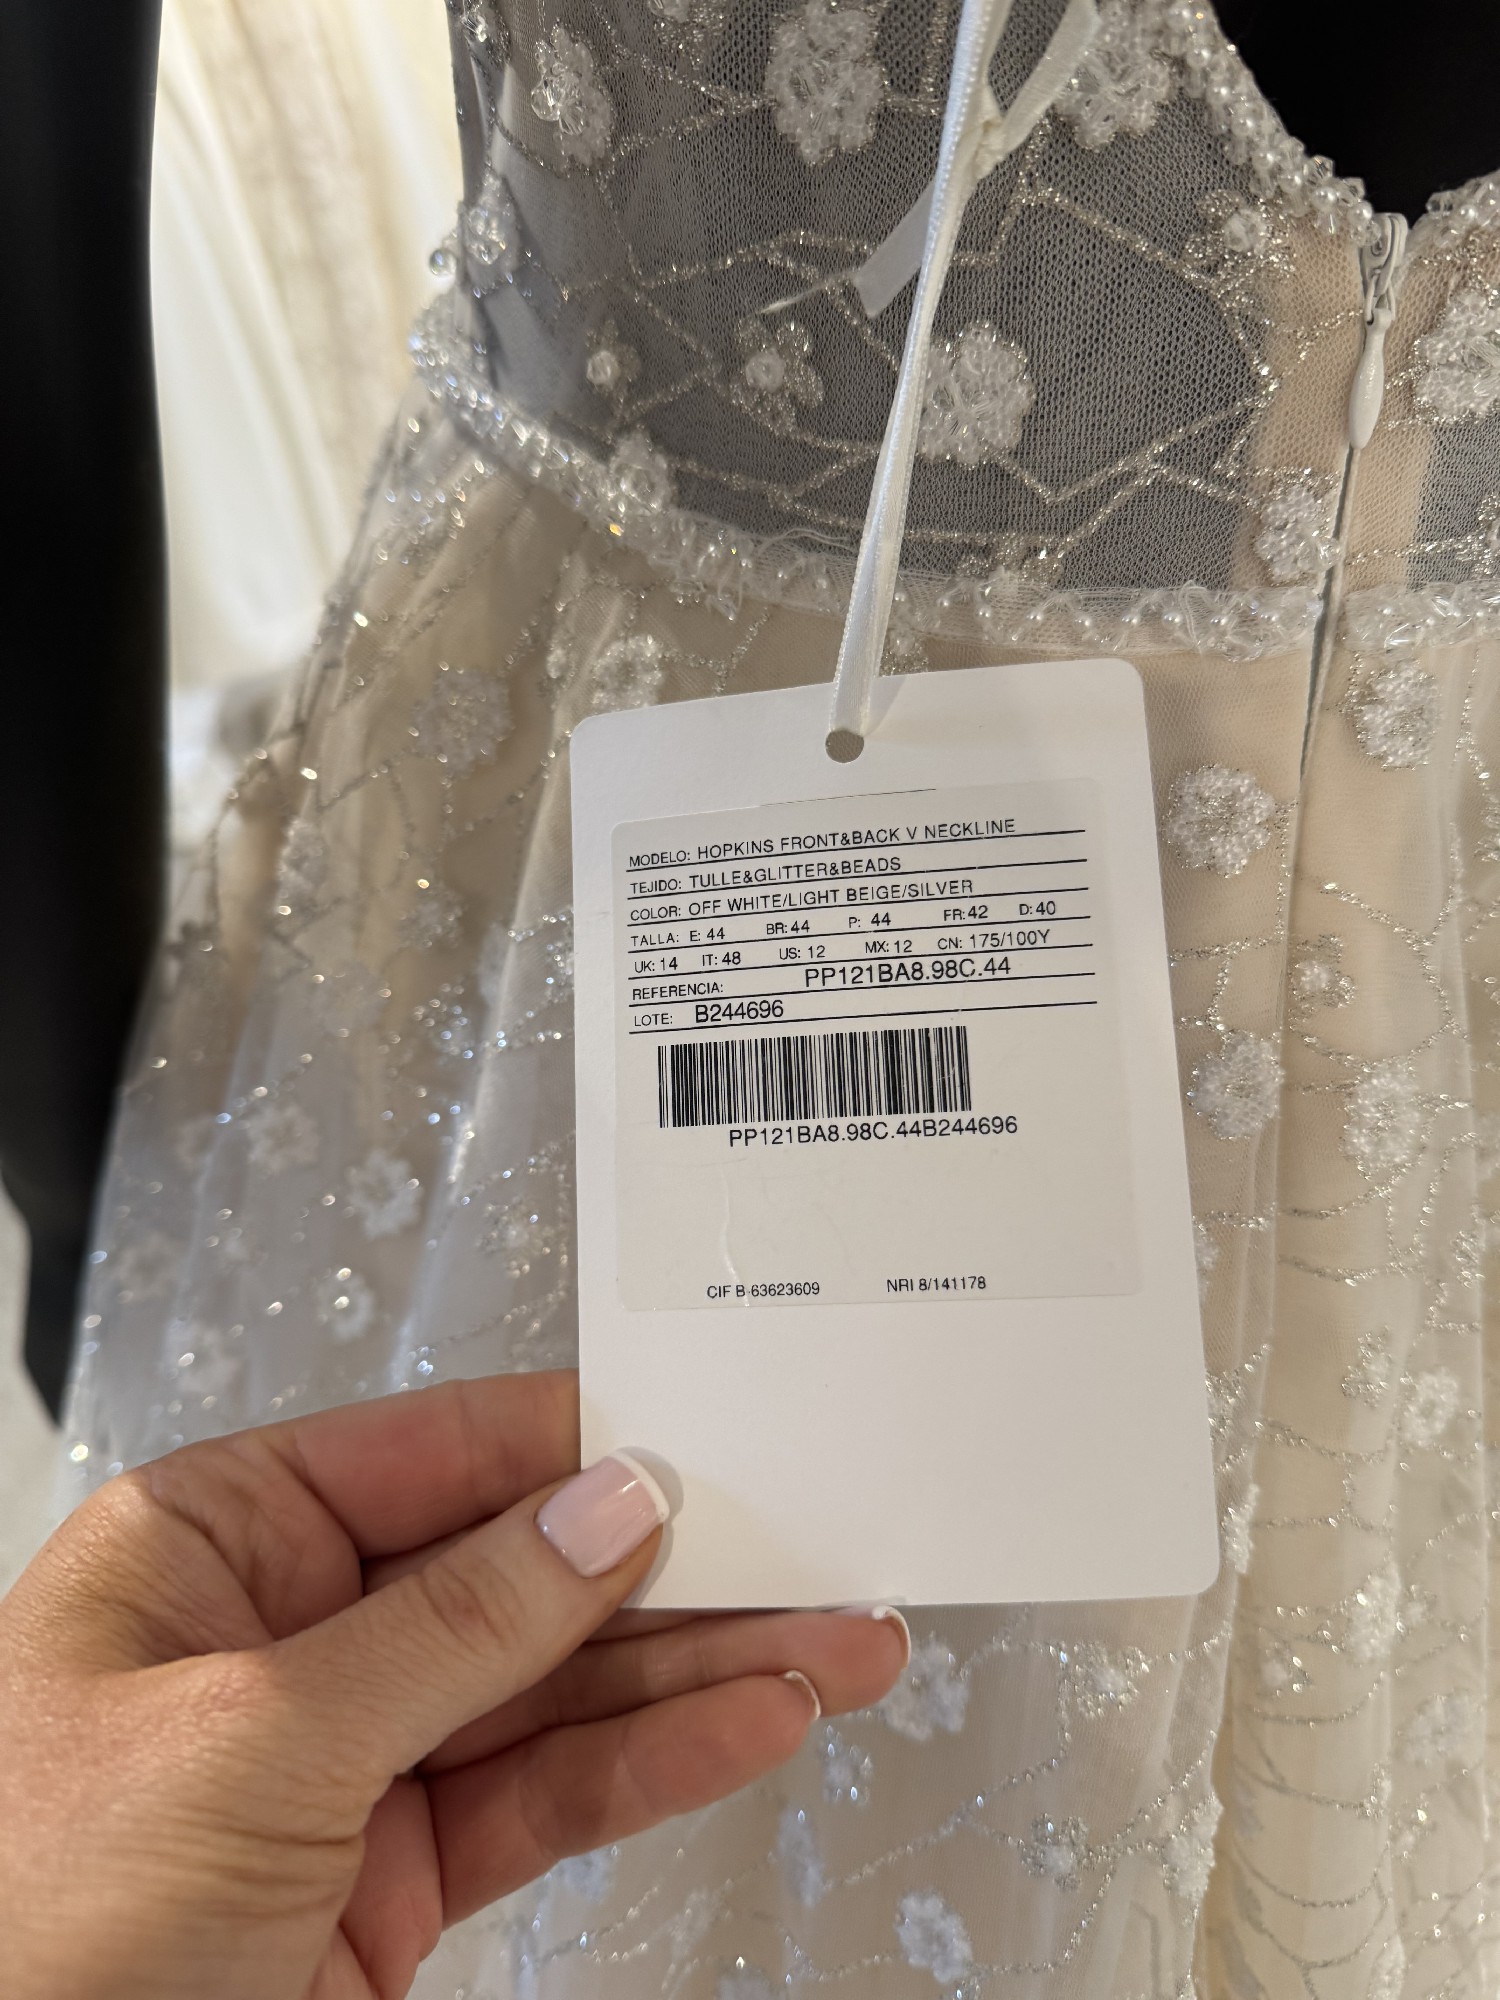 MODELO: HOPKINS FRONT&BACK V NECKLINE
TEJIDO: TULLE&GLITTER&BEADS
COLOR: OFF WHITE/LIGHT BEIGE/SILVER
TALLA: E: 44 BR: 44 P: 44 FR: 42 D: 40
UK: 14 IT: 48 US: 12 MX: 12 CN: 175/100Y
REFERENCIA: PP121BA8.98C.44
LOTE: B244696
PP121BA8.98C.44B244696
CIF B-63623609 NRI 8/141178